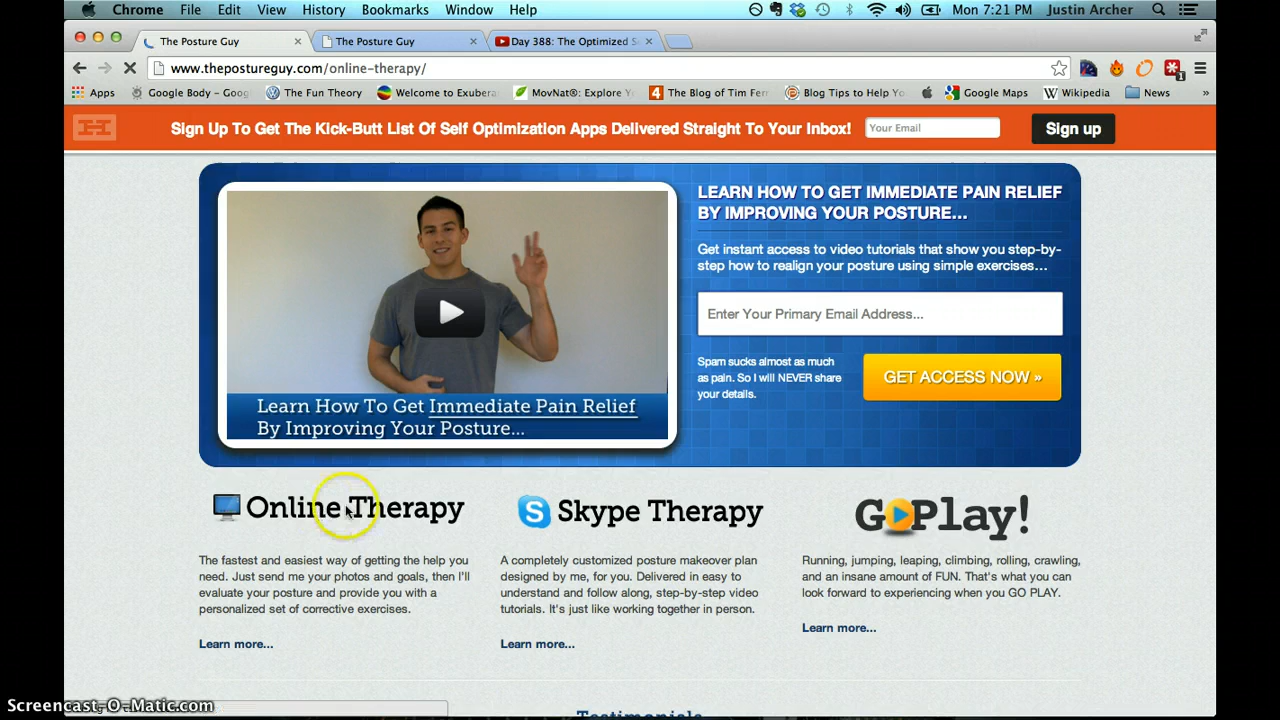 Chrome File Edit View History Bookmarks Window Help Mon 7:21 PM Justin Archer
The Posture Guy The Posture Guy Day 388: The Optimized S
www.thepostureguy.com/online-therapy/
Apps Google Body - Goog The Fun Theory Welcome to Exubera MovNat®: Explore Y The Blog of Tim Ferr Blog Tips to Help Yo Google Maps Wikipedia News »
Sign Up To Get The Kick-Butt List Of Self Optimization Apps Delivered Straight To Your Inbox! Your Email Sign up
LEARN HOW TO GET IMMEDIATE PAIN RELIEF
BY IMPROVING YOUR POSTURE...
Get instant access to video tutorials that show you step-by-
step how to realign your posture using simple exercises...
Enter Your Primary Email Address...
Spam sucks almost as much
as pain. So I will NEVER share
your details.
GET ACCESS NOW »
Learn How To Get Immediate Pain Relief
By Improving Your Posture...
Online Therapy
The fastest and easiest way of getting the help you
need. Just send me your photos and goals, then I'll
evaluate your posture and provide you with a
personalized set of corrective exercises.
Learn more...
Skype Therapy
A completely customized posture makeover plan
designed by me, for you. Delivered in easy to
understand and follow along, step-by-step video
tutorials. It's just like working together in person.
Learn more...
GOPlay!
Running, jumping, leaping, climbing, rolling, crawling,
and an insane amount of FUN. That's what you can
look forward to experiencing when you GO PLAY.
Learn more...
Testimonials
Screencast-O-Matic.com